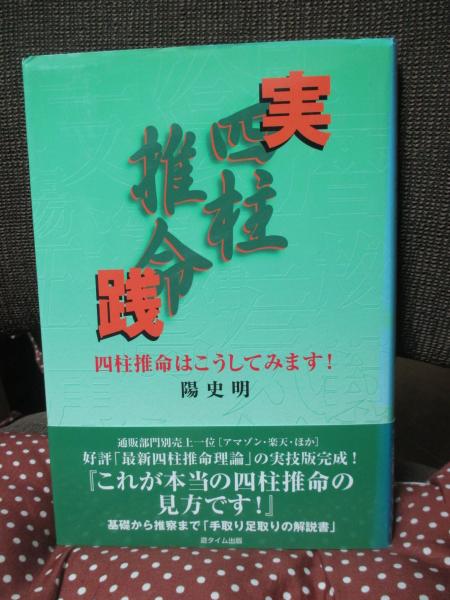 実践
四柱
推命
四柱推命はこうしてみます！
陽史明
通販部門別売上一位［アマゾン・楽天・ほか］
好評「最新四柱推命理論」の実技版完成！
『これが本当の四柱推命の
見方です！』
基礎から推察まで「手取り足取りの解説書」
遊タイム出版